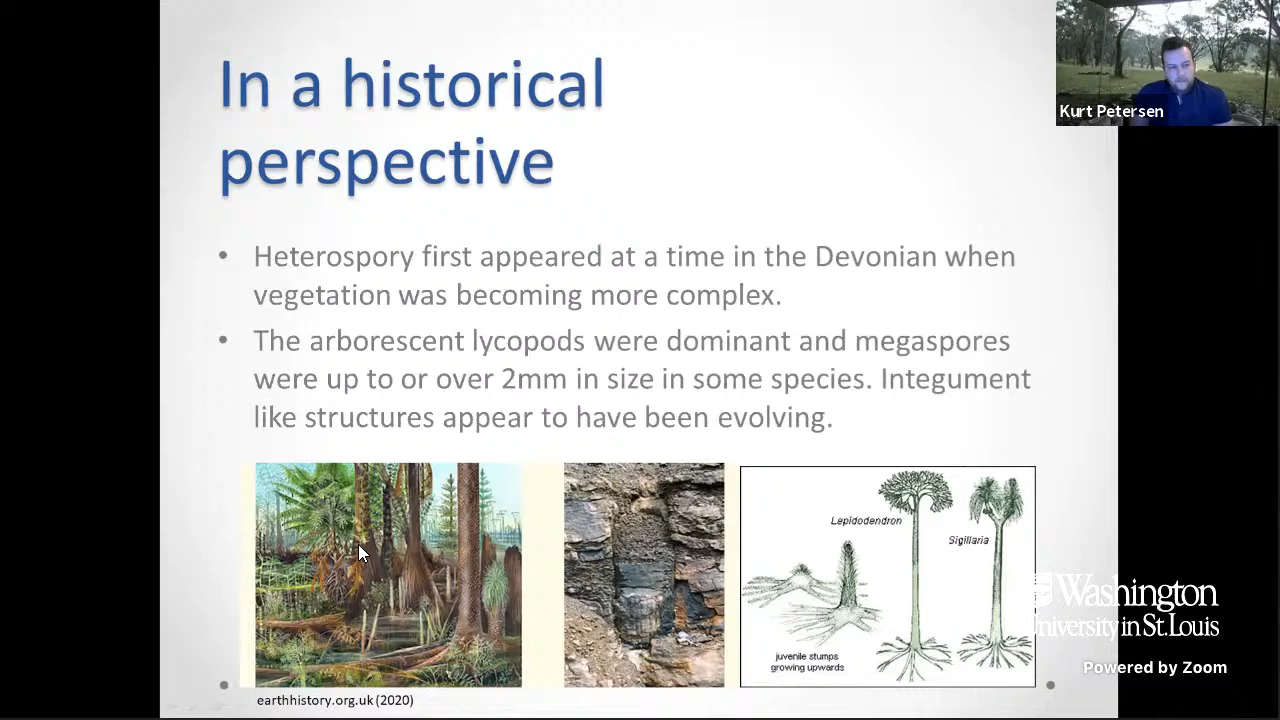 In a historical
perspective
Kurt Petersen
• Heterospory first appeared at a time in the Devonian when
vegetation was becoming more complex.
• The arborescent lycopods were dominant and megaspores
were up to or over 2mm in size in some species. Integument
like structures appear to have been evolving.
Lepidodendron
Sigillaria
juvenile stumps
growing upwards
Washington
University in St. Louis
Powered by Zoom
earthhistory.org.uk (2020)